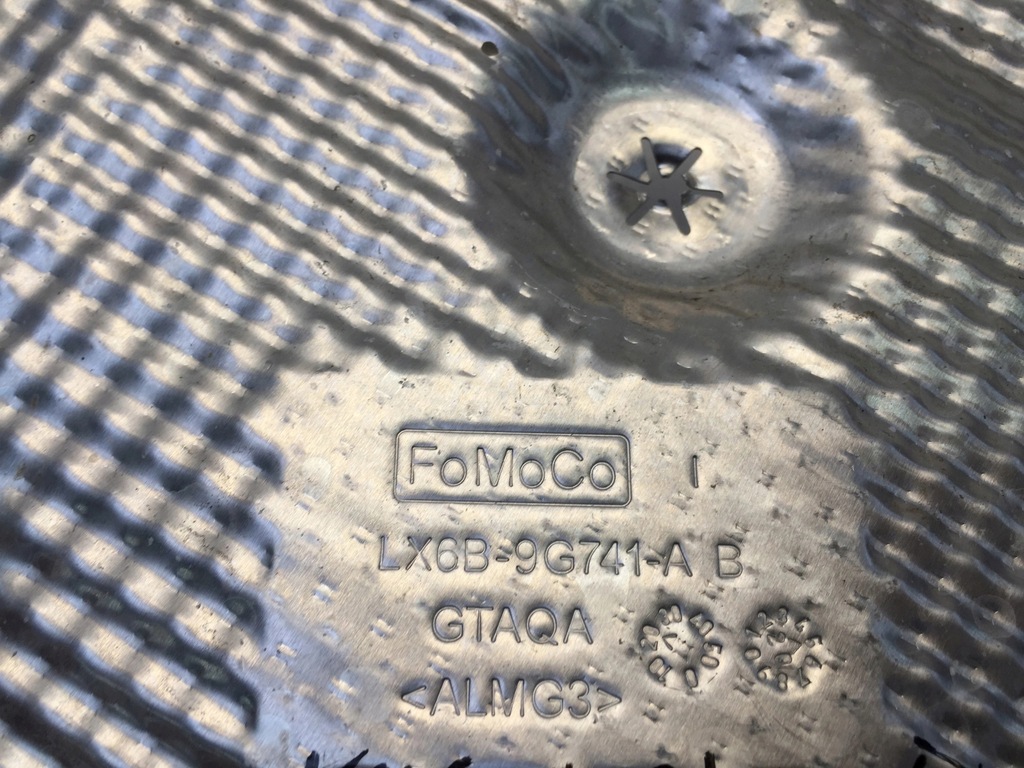 FoMoCo I
LX6B-9G741-A B
GTAQA
<ALMG3>